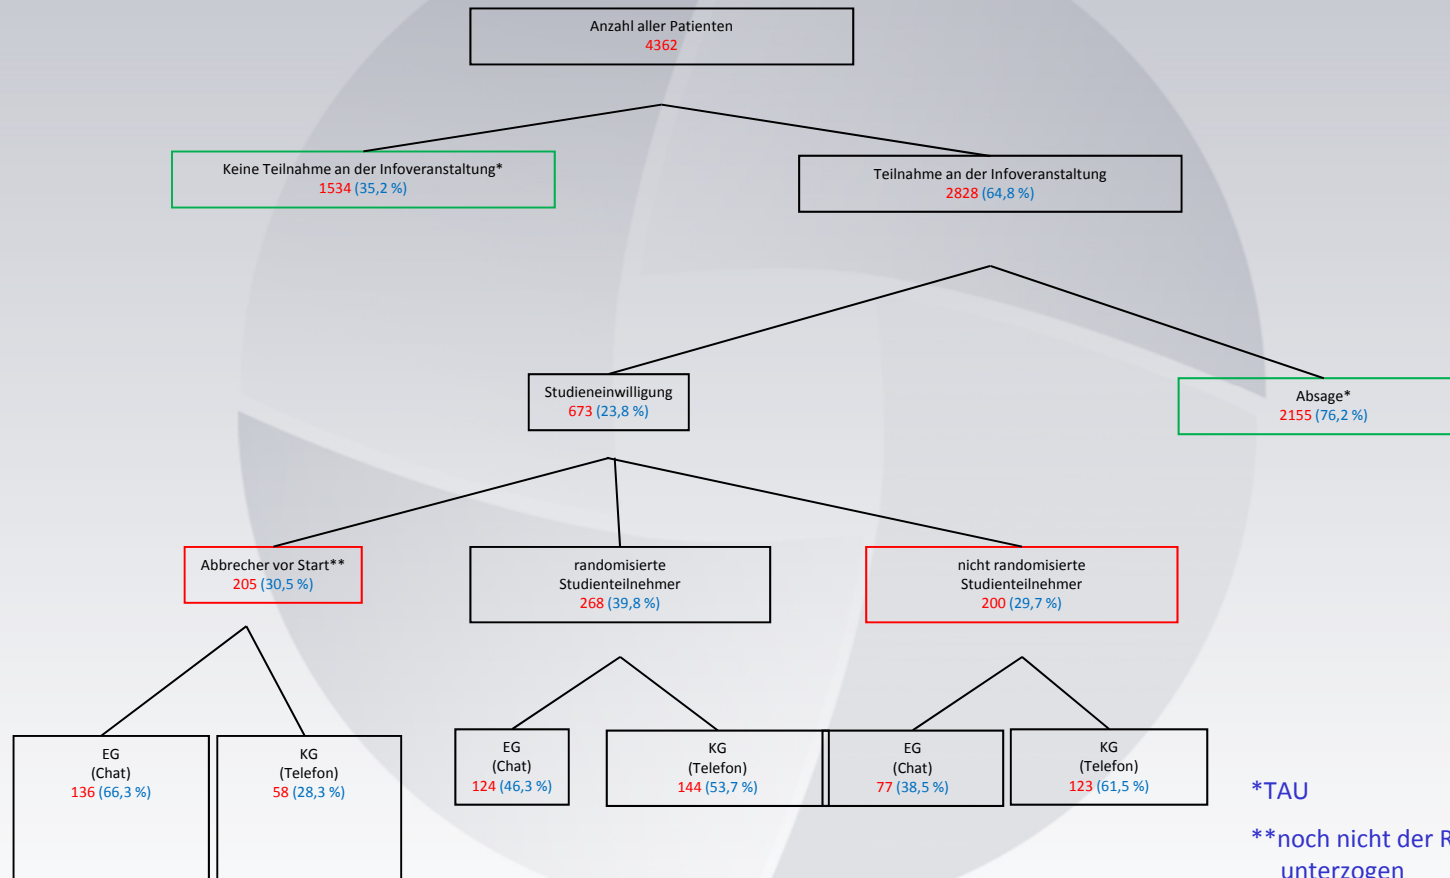 Anzahl aller Patienten
4362
Keine Teilnahme an der Infoveranstaltung*
1534 (35,2 %)
Teilnahme an der Infoveranstaltung
2828 (64,8 %)
Studieneinwilligung
673 (23,8 %)
Absage*
2155 (76,2 %)
Abbrecher vor Start**
205 (30,5 %)
randomisierte
Studienteilnehmer
268 (39,8 %)
nicht randomisierte
Studienteilnehmer
200 (29,7 %)
EG
(Chat)
136 (66,3 %)
KG
(Telefon)
58 (28,3 %)
EG
(Chat)
124 (46,3 %)
KG
(Telefon)
144 (53,7 %)
EG
(Chat)
77 (38,5 %)
KG
(Telefon)
123 (61,5 %)
*TAU
**noch nicht der
unterzogen